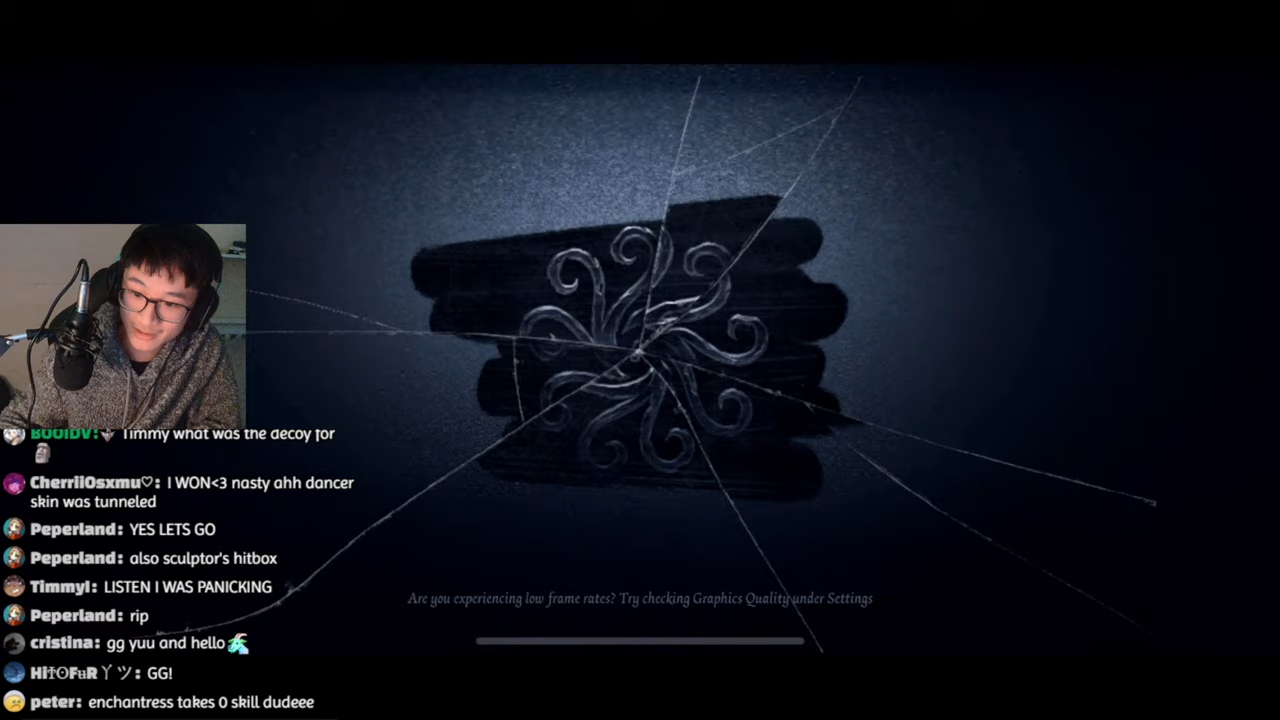 BOOIDV: Timmy what was the decoy for
CherriiOsxmu♡: I WON<3 nasty ahh dancer
skin was tunneled
Peperland: YES LETS GO
Peperland: also sculptor's hitbox
TimmyI: LISTEN I WAS PANICKING
Peperland: rip
cristina: gg yuu and hello
GG!
peter: enchantress takes 0 skill dudeee
Are you experiencing low frame rates? Try checking Graphics Quality under Settings